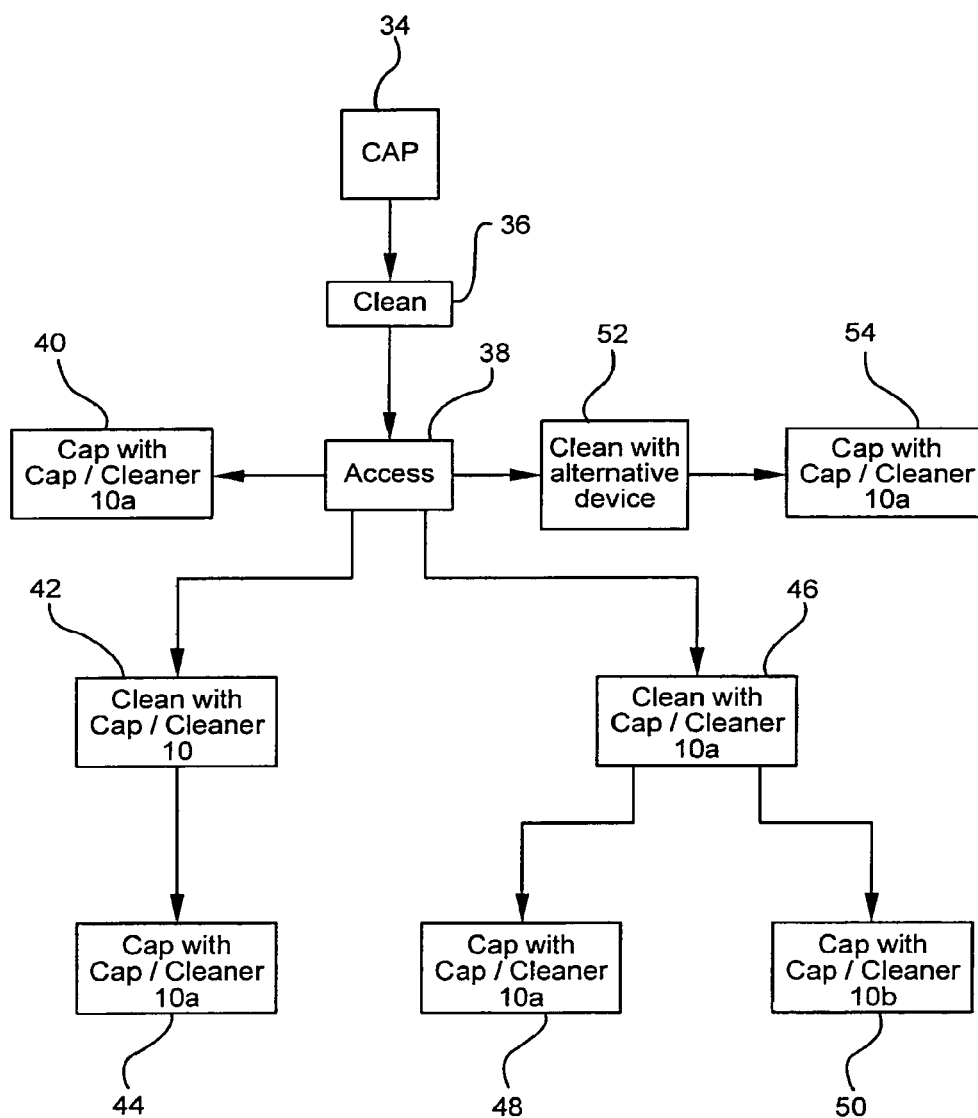 34
CAP
36
Clean
40
38
52
54
Cap with
Cap / Cleaner
10a
Access
Clean with
alternative
device
Cap with
Cap / Cleaner
10a
42
46
Clean with
Cap / Cleaner
10
Clean with
Cap / Cleaner
10a
Cap with
Cap / Cleaner
10a
Cap with
Cap / Cleaner
10a
Cap with
Cap / Cleaner
10b
44
48
50